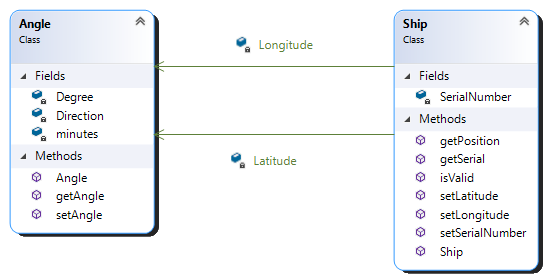 Angle
Class
Fields
Degree
Direction
minutes
Methods
Angle
getAngle
setAngle
Longitude
Latitude
Ship
Class
Fields
SerialNumber
Methods
getPosition
getSerial
isValid
setLatitude
setLongitude
setSerialNumber
Ship